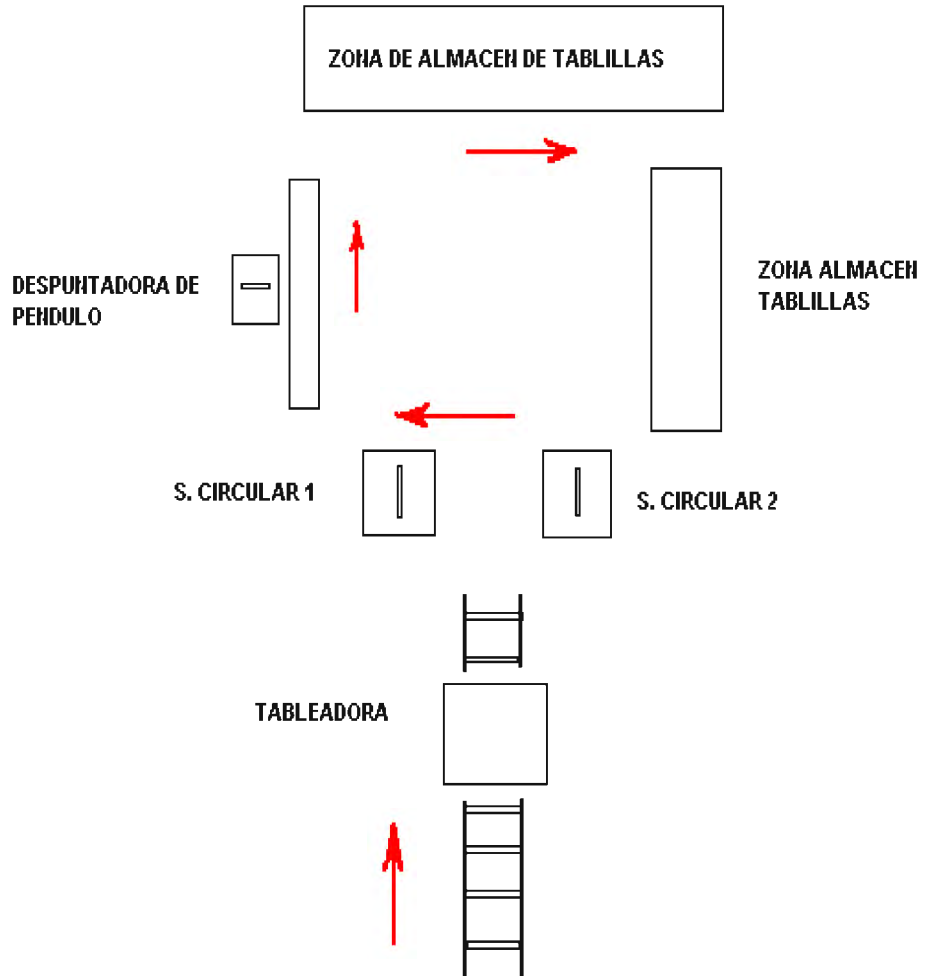 ZONA DE ALMACEN DE TABLILLAS
DESPUNTADORA DE
PENDULO
ZONA ALMACEN
TABLILLAS
S. CIRCULAR 1
S. CIRCULAR 2
TABLEADORA